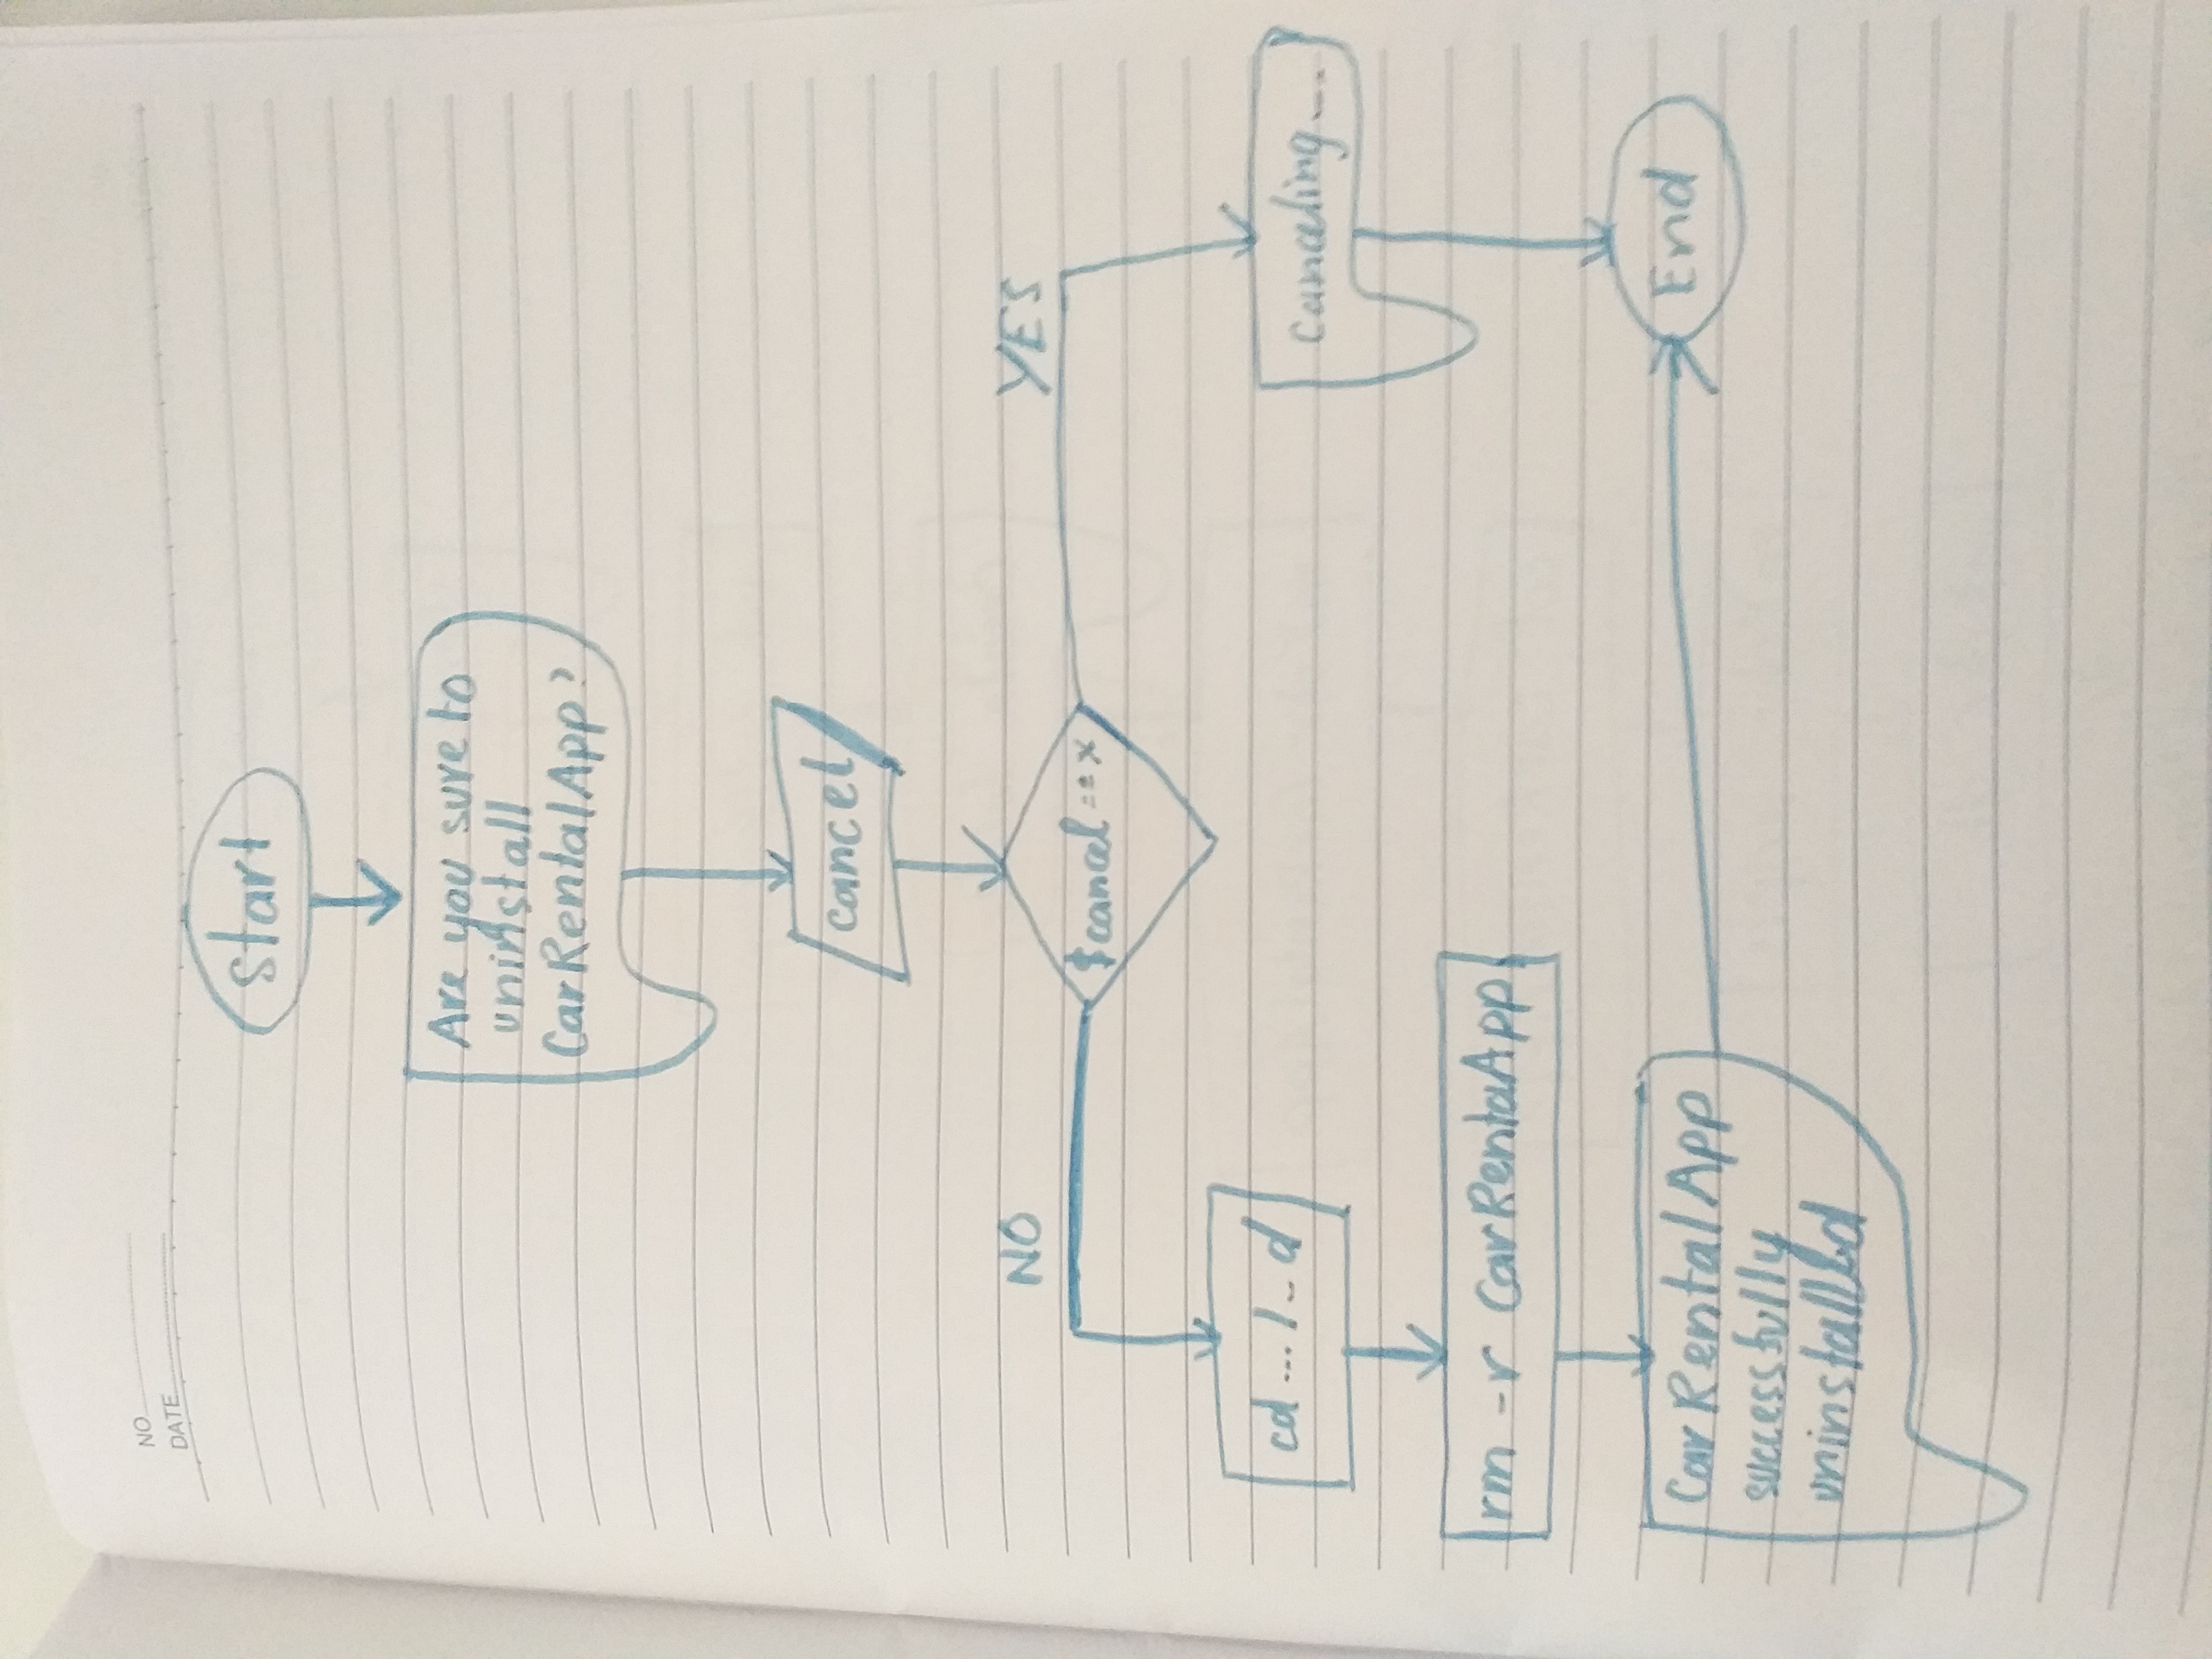 NO
DATE
Start
Are you sure to
uninstall
CarRentalApp?
cancel
NO
YES
$cancel == x
cd
canceling...
rm -r CarRentaApp
CarRentalApp
successfully
uninstalled
End